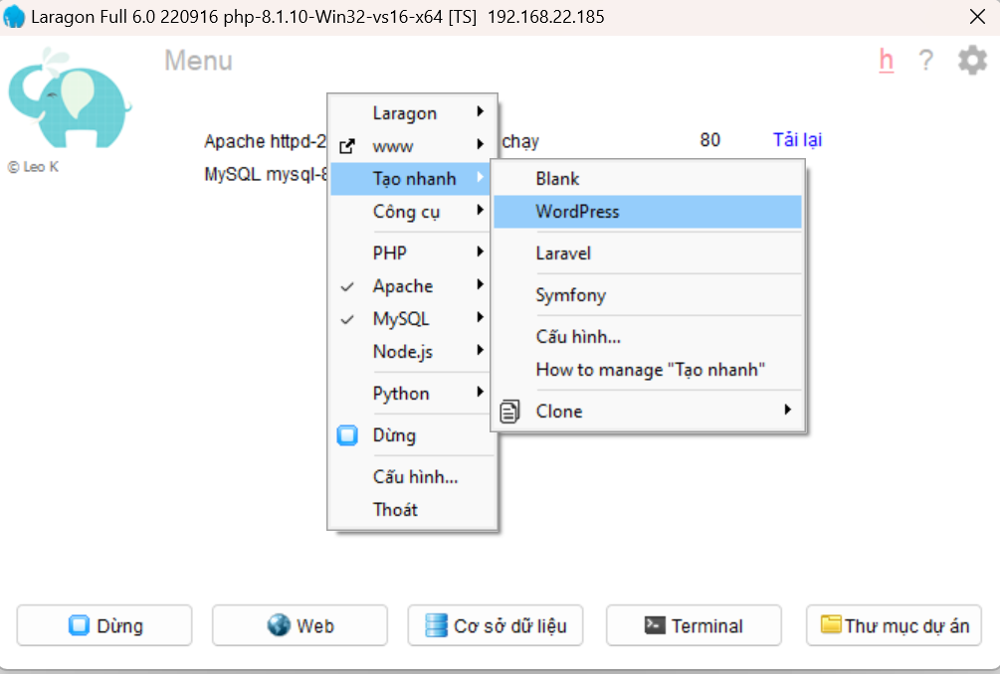 Laragon Full 6.0 220916 php-8.1.10-Win32-vs16-x64 [TS] 192.168.22.185
Menu
h ?
© Leo K
Apache httpd-2
chạy
80
Tải lại
MySQL mysql-8
Laragon
www
Tạo nhanh
Công cụ
PHP
Apache
MySQL
Node.js
Python
Dừng
Cấu hình...
Thoát
Blank
WordPress
Laravel
Symfony
Cấu hình...
How to manage "Tạo nhanh"
Clone
Dừng
Web
Cơ sở dữ liệu
Terminal
Thư mục dự án